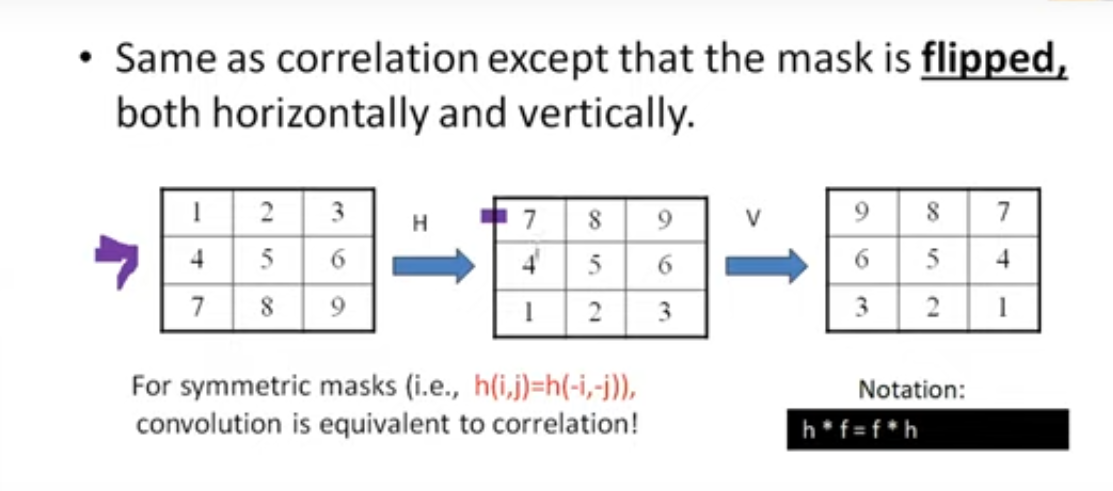 • Same as correlation except that the mask is flipped,
both horizontally and vertically.
1 2 3
4 5 6
7 8 9
H
7 8 9
4 5 6
1 2 3
V
9 8 7
6 5 4
3 2 1
For symmetric masks (i.e., h(i,j)=h(-i,-j)),
convolution is equivalent to correlation!
Notation:
h * f = f * h